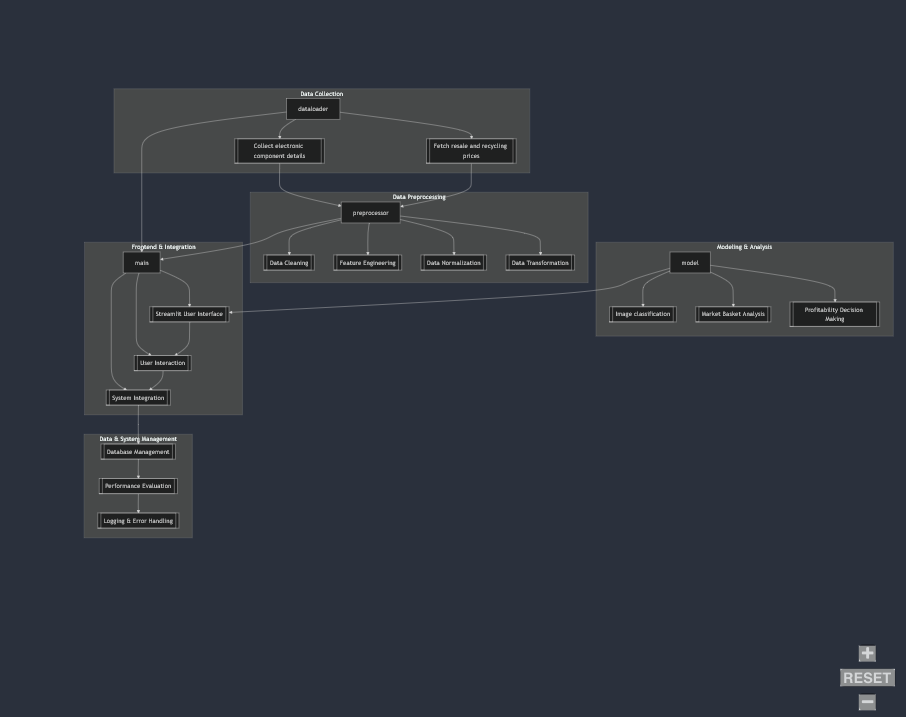 Data Collection
dataloader
Collect electronic
component details
Fetch resale and recycling
prices
Data Preprocessing
preprocessor
Data Cleaning
Feature Engineering
Data Normalization
Data Transformation
Frontend & Integration
main
Streamlit User Interface
User Interaction
System Integration
Modeling & Analysis
model
Image classification
Market Basket Analysis
Profitability Decision
Making
Data & System Management
Database Management
Performance Evaluation
Logging & Error Handling
+
RESET
−